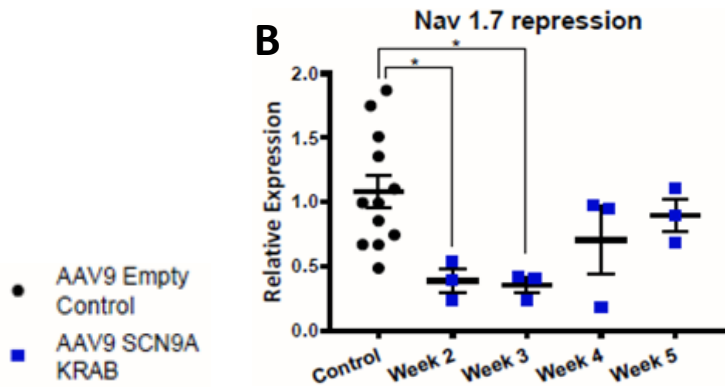 B
Nav 1.7 repression
*
*
2.0
1.5
1.0
0.5
0.0
Relative Expression
Control
Week 2
Week 3
Week 4
Week 5
AAV9 Empty
Control
AAV9 SCN9A
KRAB